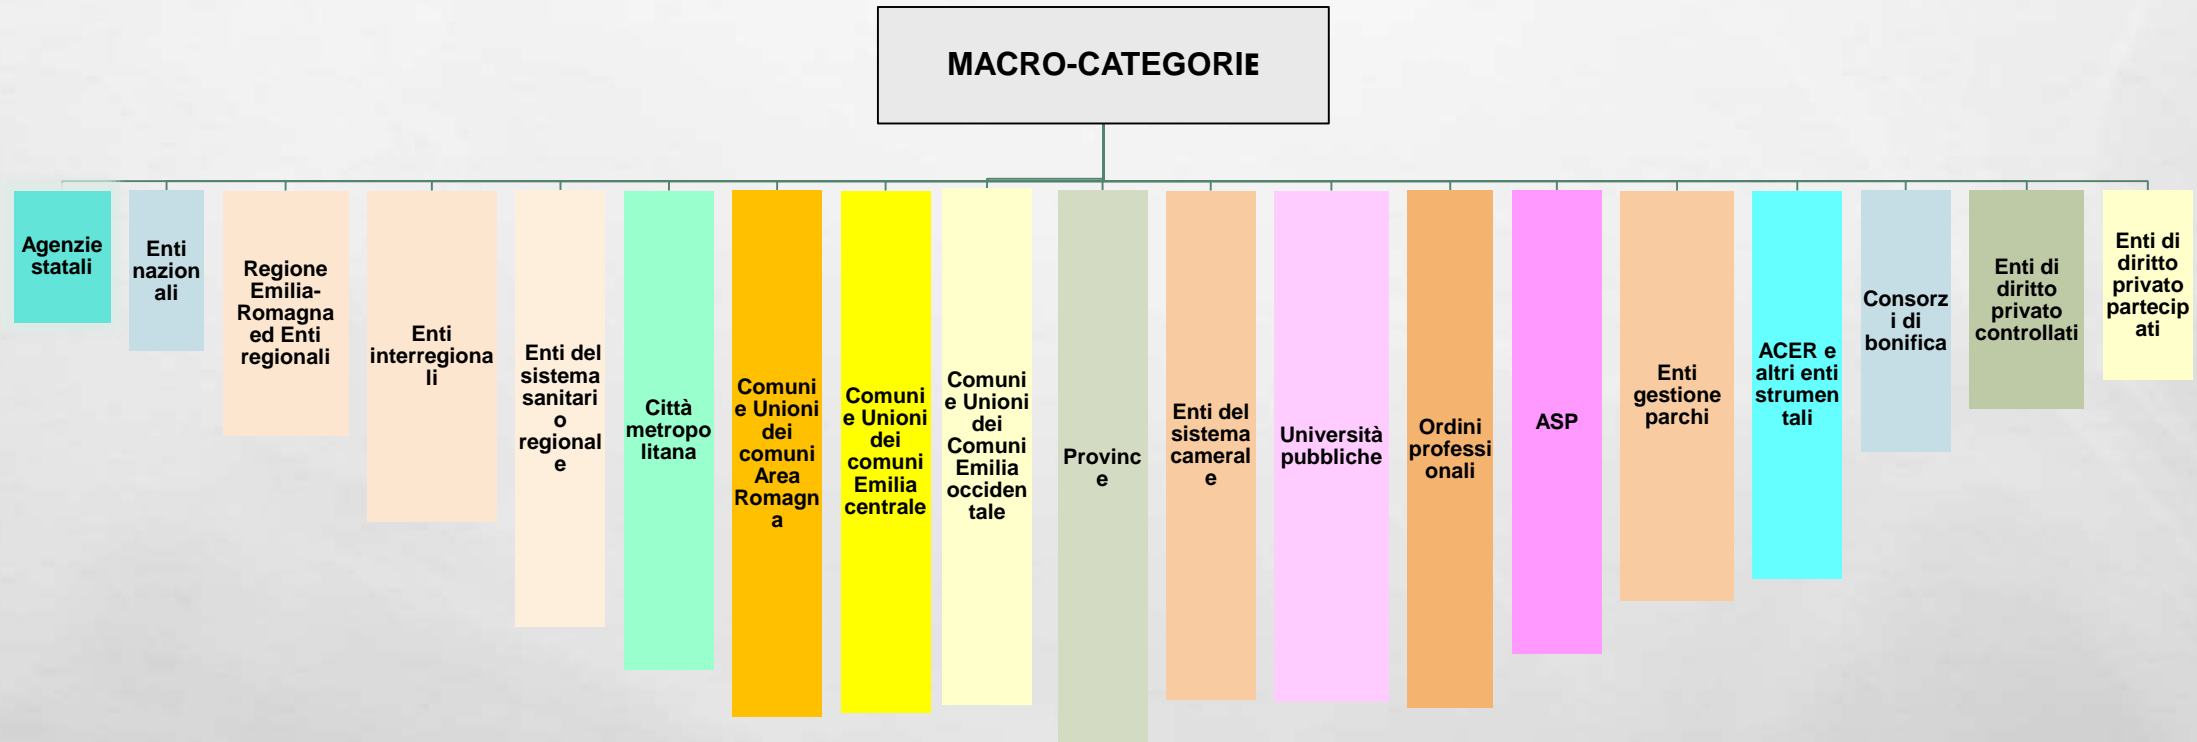 MACRO-CATEGORIE
Agenzie
statali
Enti
nazion
ali
Regione
Emilia-
Romagna
ed Enti
regionali
Enti
interregiona
li
Enti del
sistema
sanitari
o
regional
e
Città
metropo
litana
Comuni
e Unioni
dei
comuni
Area
Romagn
a
Comuni
e Unioni
dei
comuni
Emilia
centrale
Comuni
e Unioni
dei
Comuni
Emilia
occiden
tale
Provinc
e
Enti del
sistema
cameral
e
Università
pubbliche
Ordini
professi
onali
ASP
Enti
gestione
parchi
ACER e
altri enti
strumen
tali
Consorz
i di
bonifica
Enti di
diritto
privato
controllati
Enti di
diritto
privato
partecip
ati